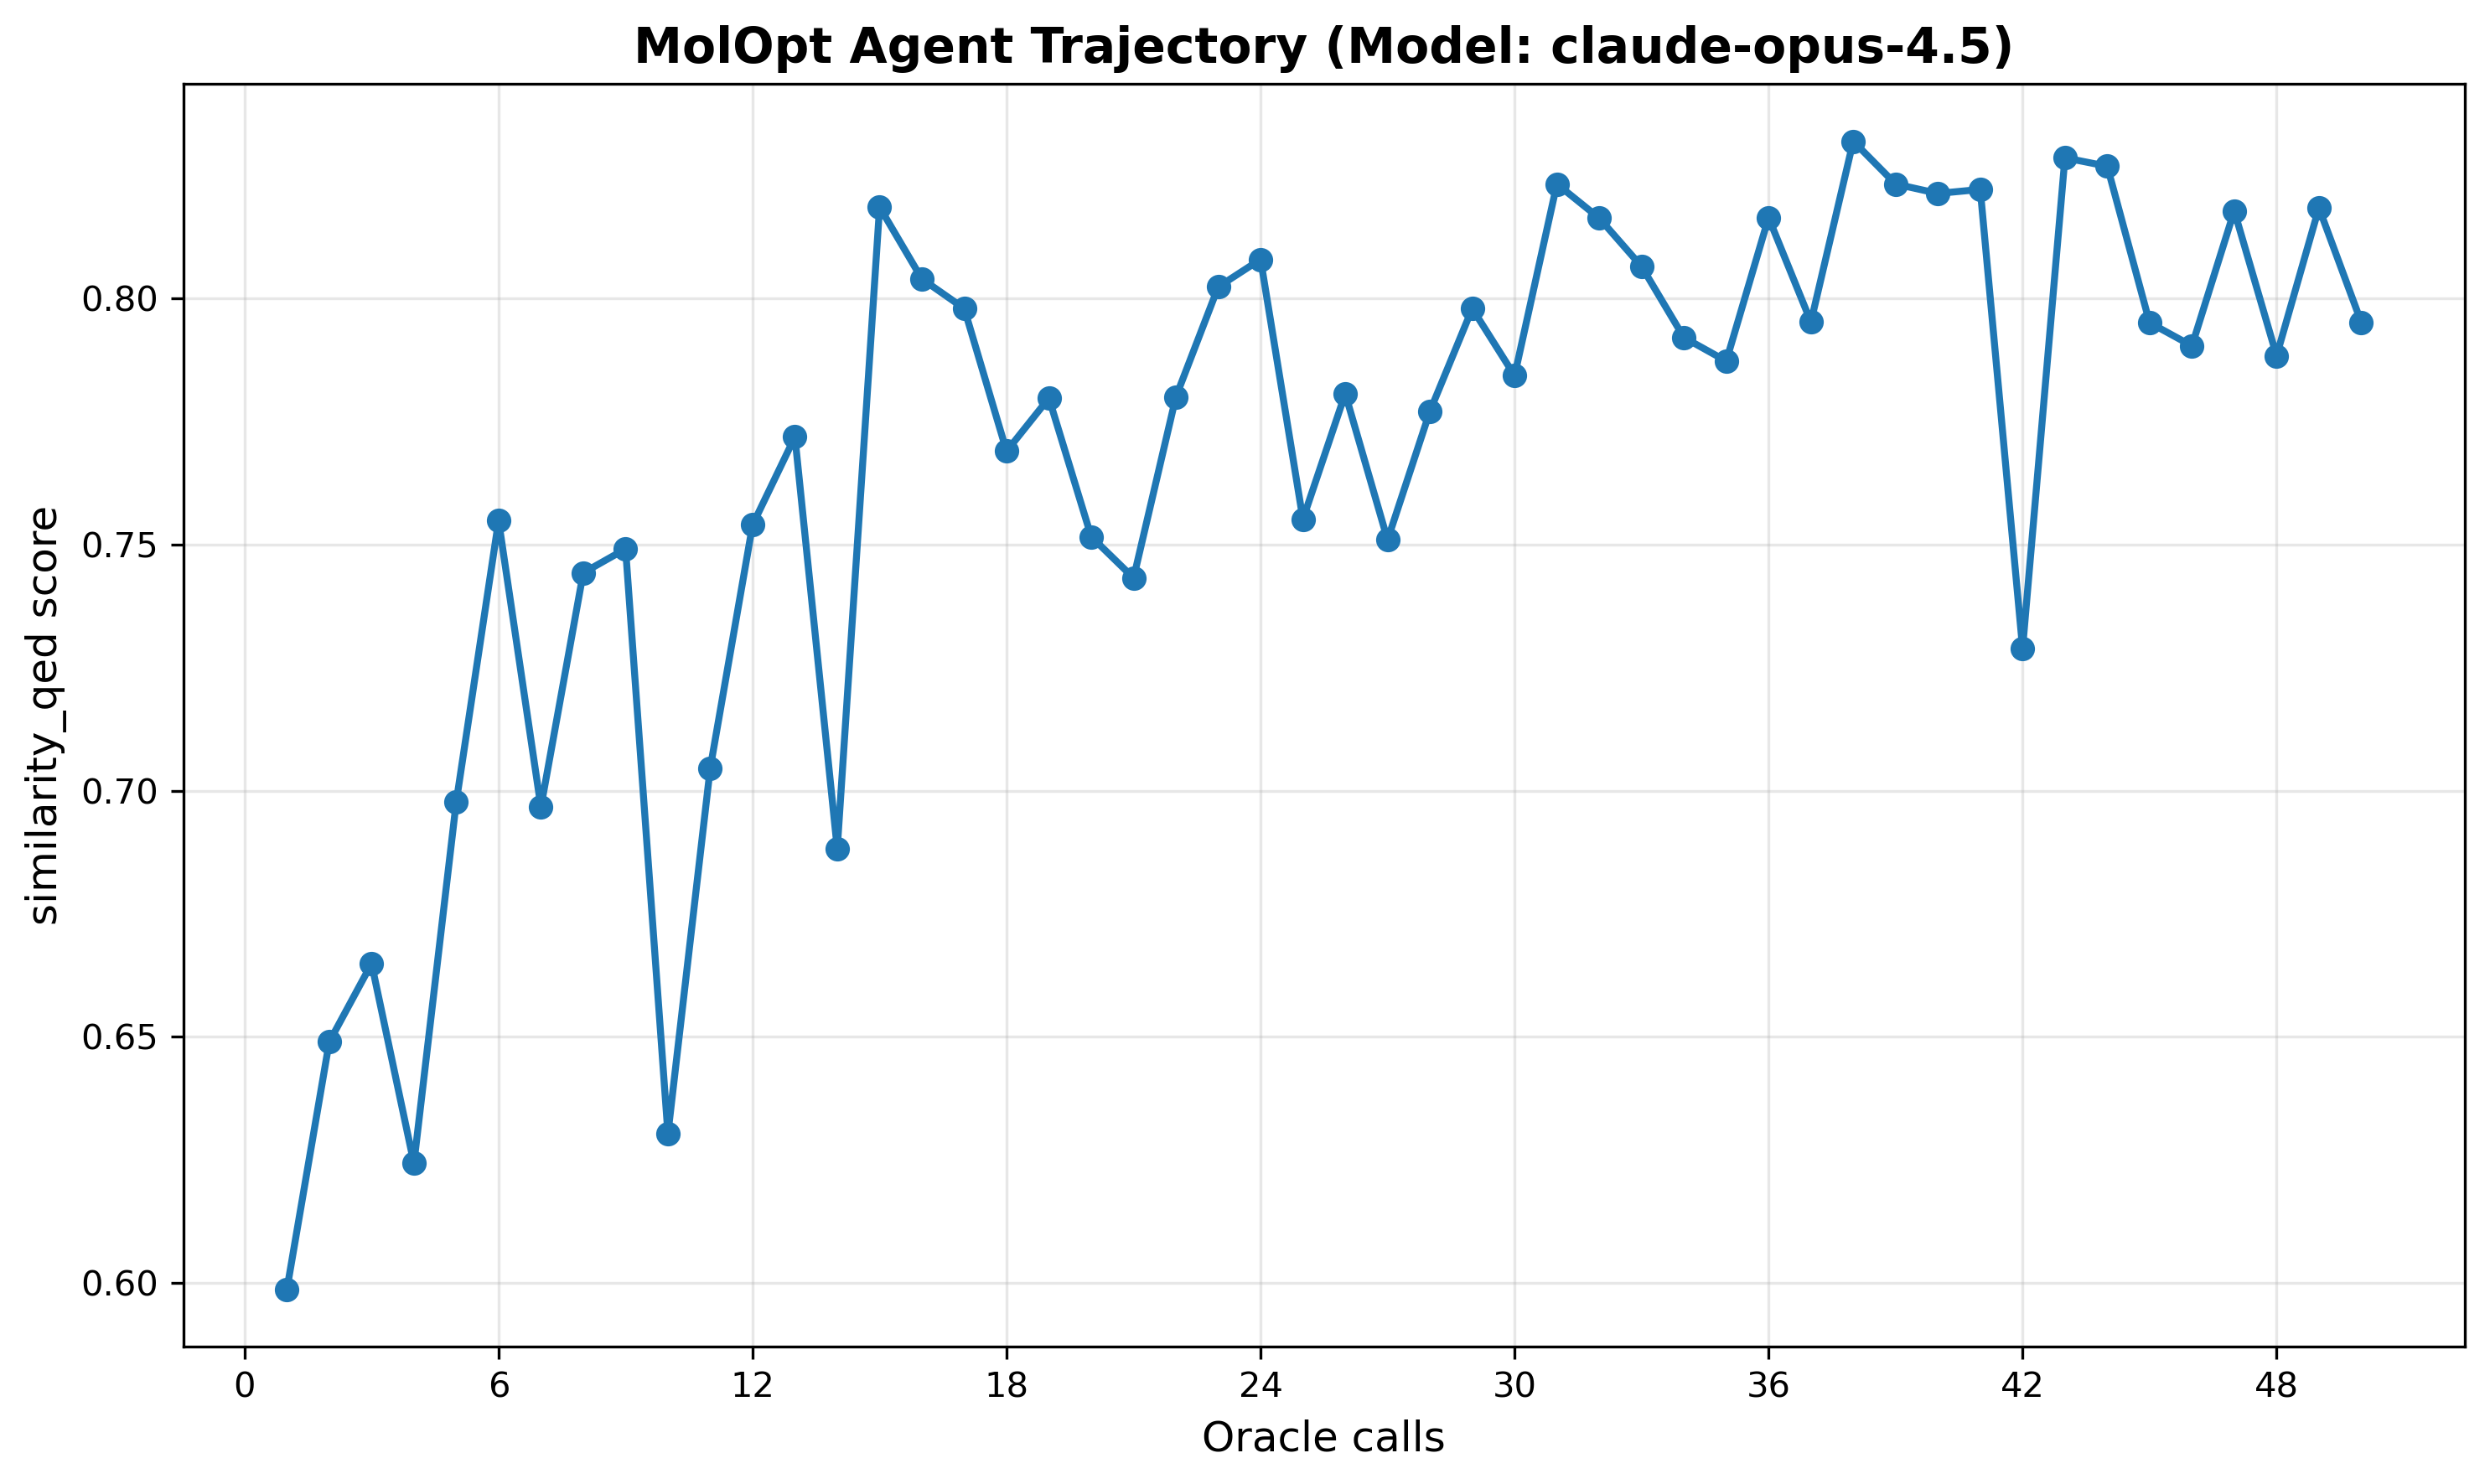 MolOpt Agent Trajectory (Model: claude-opus-4.5)
similarity_qed score
0.80
0.75
0.70
0.65
0.60
0 6 12 18 24 30 36 42 48
Oracle calls